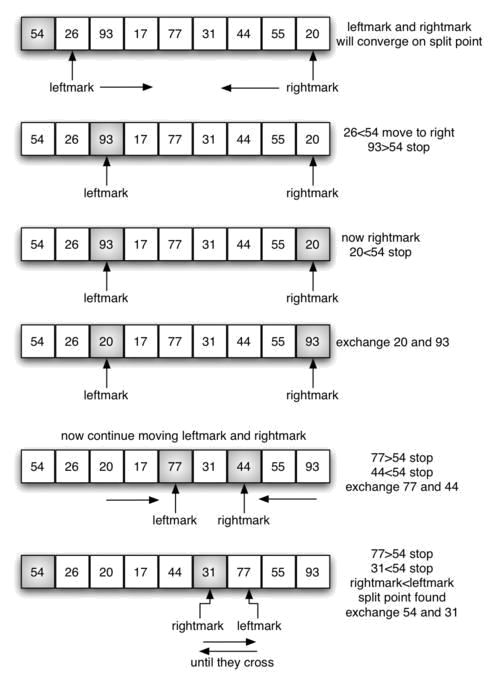 54 26 93 17 77 31 44 55 20
leftmark and rightmark
will converge on split point
leftmark
rightmark
54 26 93 17 77 31 44 55 20
26<54 move to right
93>54 stop
leftmark
rightmark
54 26 93 17 77 31 44 55 20
now rightmark
20<54 stop
leftmark
rightmark
54 26 20 17 77 31 44 55 93
exchange 20 and 93
leftmark
rightmark
now continue moving leftmark and rightmark
54 26 20 17 77 31 44 55 93
77>54 stop
44<54 stop
exchange 77 and 44
leftmark
rightmark
54 26 20 17 44 31 77 55 93
77>54 stop
31<54 stop
rightmark<leftmark
split point found
exchange 54 and 31
rightmark
leftmark
until they cross